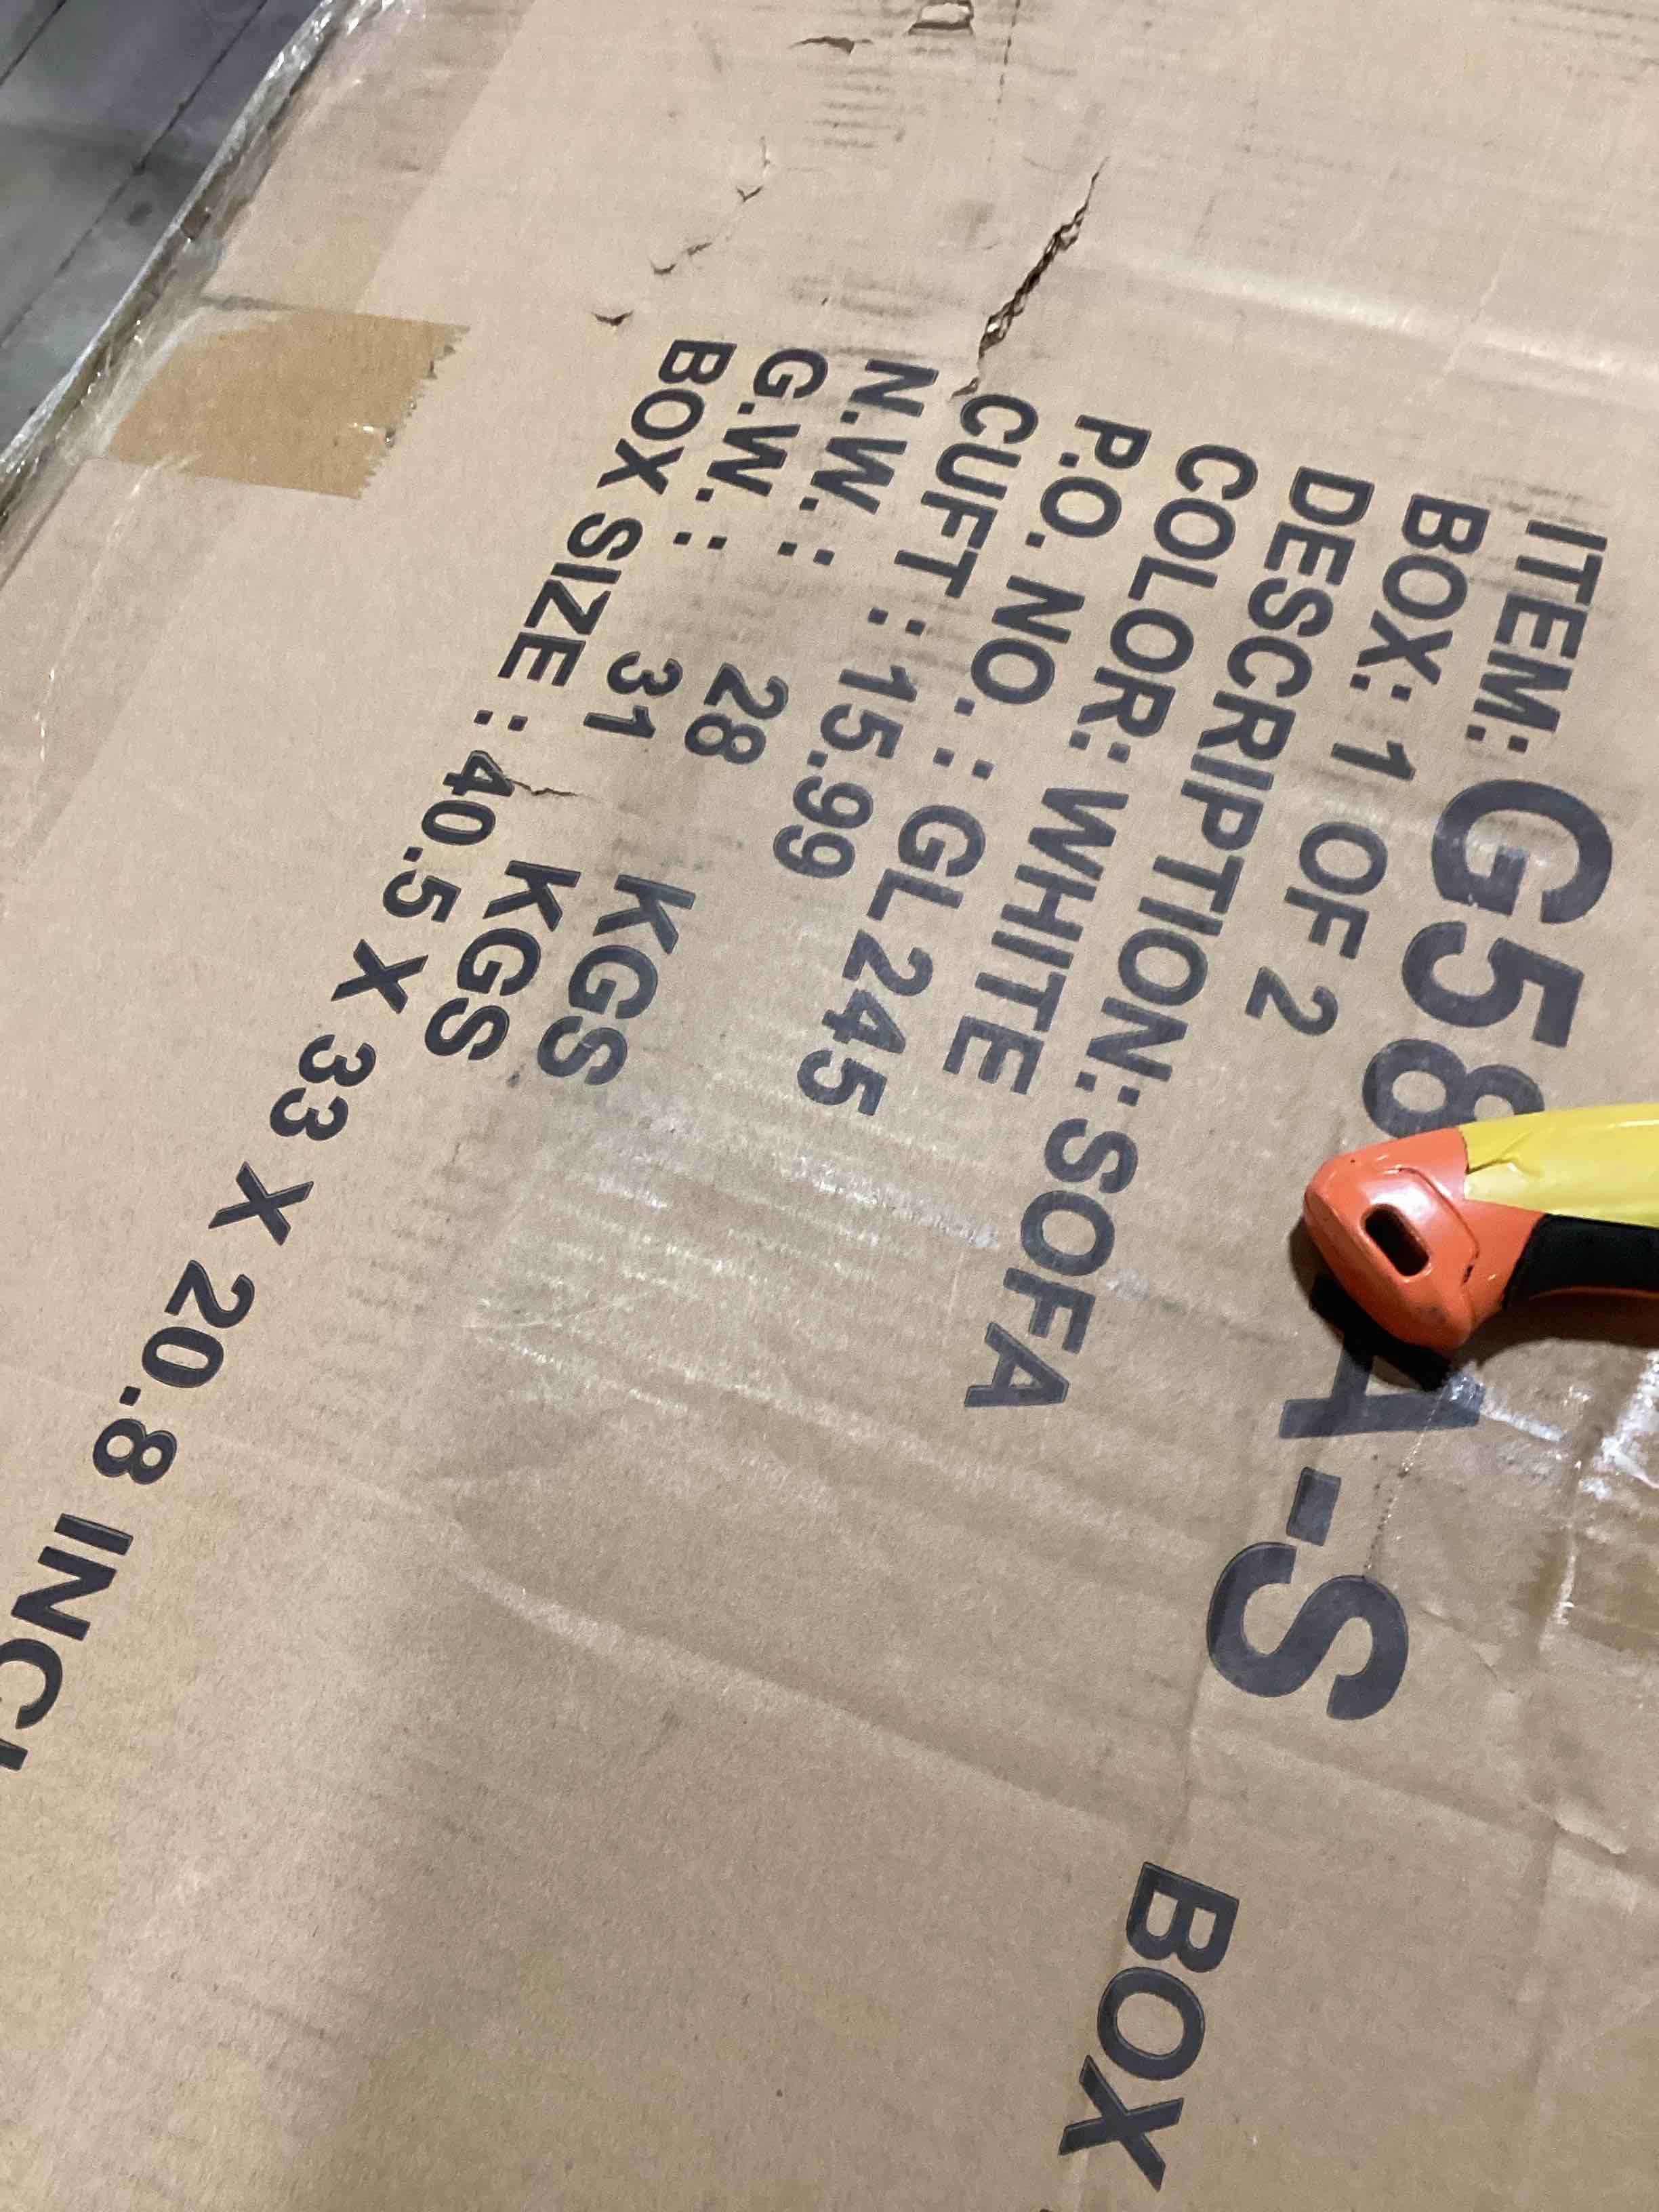 ITEM: G58 A-S BOX
BOX: 1 OF 2
DESCRIPTION: SOFA
COLOR: WHITE
P.O. NO. : GL245
CUFT : 15.99
N.W. : 28 KGS
G.W. : 31 KGS
BOX SIZE : 40.5 X 33 X 20.8 INC